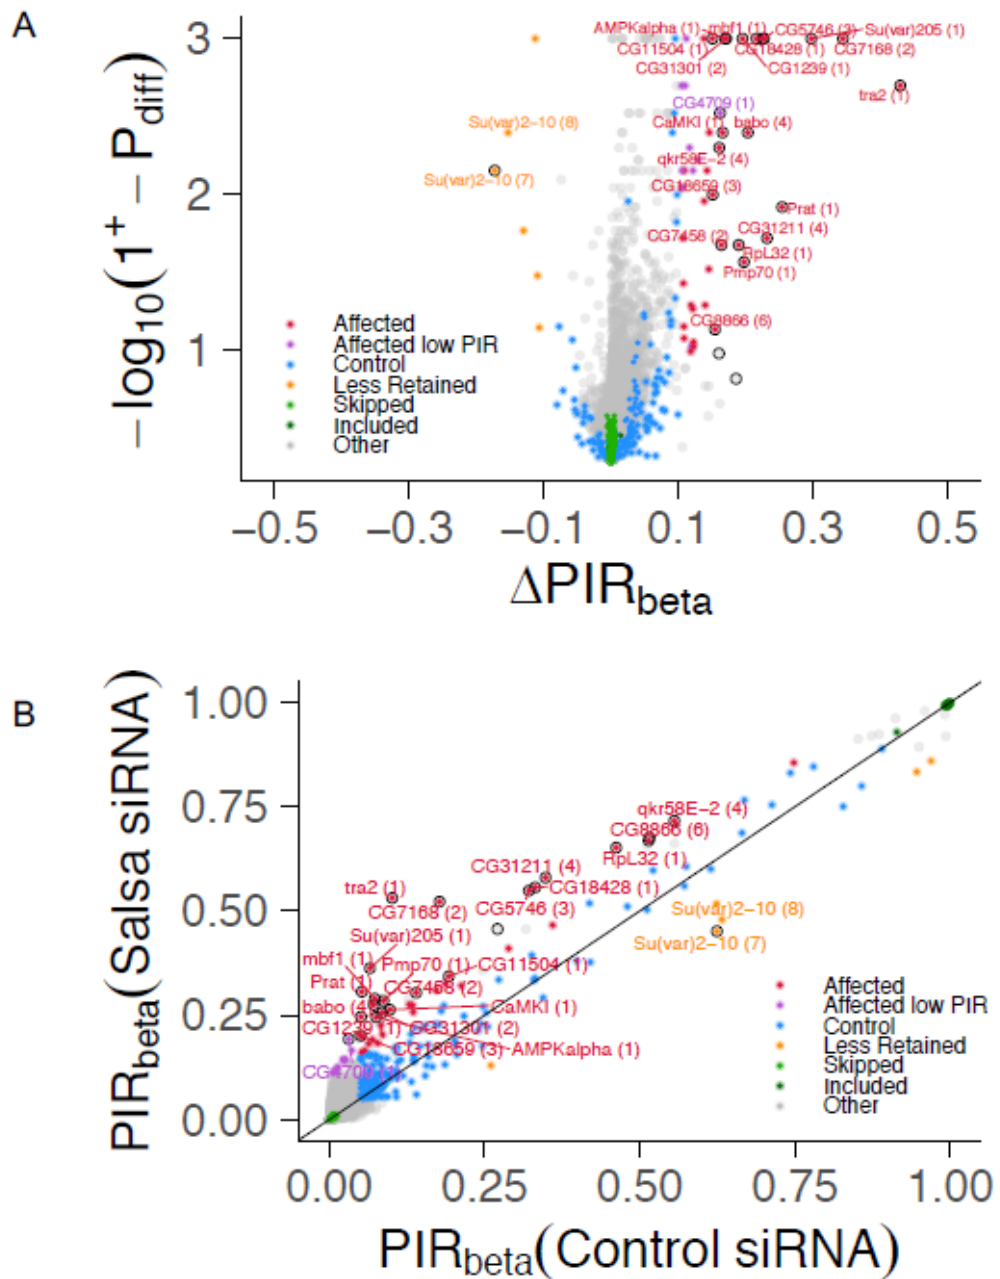 A
−log10(1+ − Pdiff)
3
2
1
AMPKalpha (1)
mbf1 (1)
CG5746 (3)
Su(var)205 (1)
CG11504 (1)
CG18428 (1)
CG7168 (2)
CG31301 (2)
CG1239 (1)
tra2 (1)
CG4709 (1)
Su(var)2−10 (8)
CaMKI (1)
babo (4)
qkr58E−2 (4)
Su(var)2−10 (7)
CG18659 (3)
Prat (1)
CG7458 (2)
CG31211 (4)
RpL32 (1)
Pmp70 (1)
CG8866 (6)
Affected
Affected low PIR
Control
Less Retained
Skipped
Included
Other
−0.5
−0.3
−0.1
0.1
0.3
0.5
ΔPIRbeta
B
PIRbeta(Salsa siRNA)
1.00
0.75
0.50
0.25
0.00
qkr58E−2 (4)
CG8866 (6)
RpL32 (1)
CG31211 (4)
CG18428 (1)
tra2 (1)
CG7168 (2)
CG5746 (3)
Su(var)2−10 (8)
Su(var)2−10 (7)
Su(var)205 (1)
mbf1 (1)
Pmp70 (1)
CG11504 (1)
Prat (1)
CG7458 (2)
babo (4)
CaMKI (1)
CG1239 (1)
CG31301 (2)
CG18659 (3)
AMPKalpha (1)
CG4709 (1)
Affected
Affected low PIR
Control
Less Retained
Skipped
Included
Other
0.00
0.25
0.50
0.75
1.00
PIRbeta(Control siRNA)